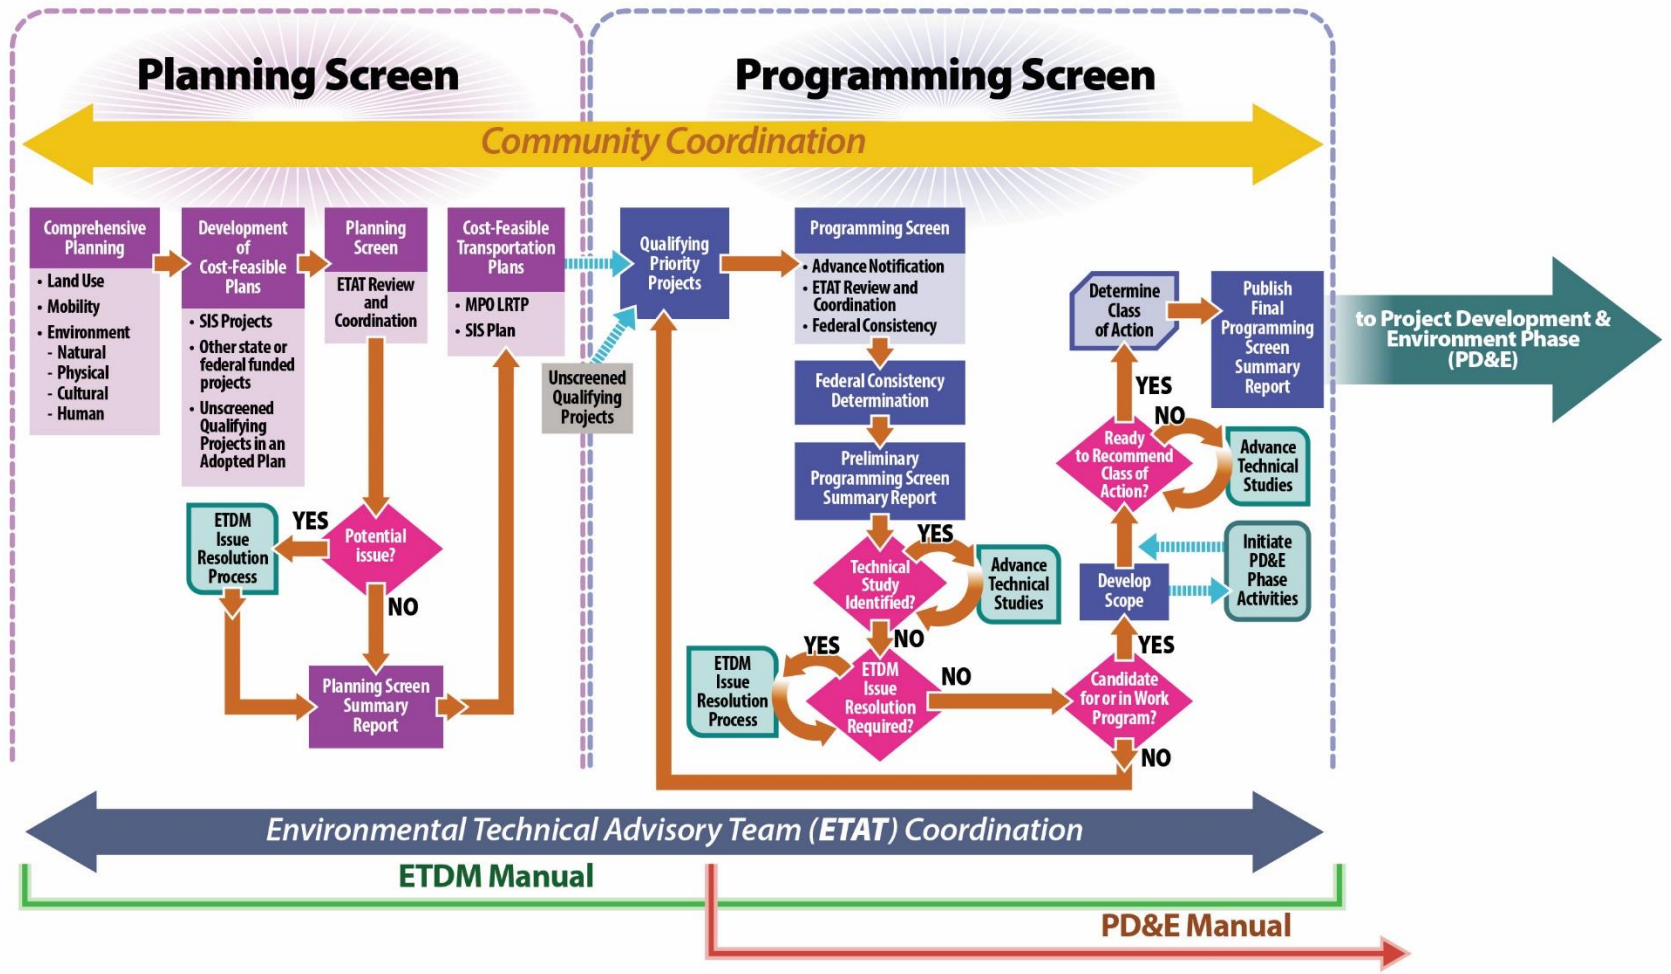 Planning Screen
Programming Screen
Community Coordination
Comprehensive
Planning
• Land Use
• Mobility
• Environment
- Natural
- Physical
- Cultural
- Human
Development
of
Cost-Feasible
Plans
• SIS Projects
• Other state or
federal funded
projects
• Unscreened
Qualifying
Projects in an
Adopted Plan
Planning
Screen
ETAT Review
and
Coordination
Cost-Feasible
Transportation
Plans
• MPO LRTP
• SIS Plan
Potential
issue?
YES
NO
ETDM
Issue
Resolution
Process
Planning Screen
Summary
Report
Unscreened
Qualifying
Projects
Qualifying
Priority
Projects
Programming Screen
• Advance Notification
• ETAT Review and
Coordination
• Federal Consistency
Federal Consistency
Determination
Preliminary
Programming Screen
Summary Report
Technical
Study
Identified?
YES
NO
Advance
Technical
Studies
ETDM
Issue
Resolution
Required?
YES
NO
ETDM
Issue
Resolution
Process
Candidate
for or in Work
Program?
YES
NO
Develop
Scope
Initiate
PD&E
Phase
Activities
Ready
to Recommend
Class of
Action?
YES
NO
Advance
Technical
Studies
Determine
Class
of Action
Publish
Final
Programming
Screen
Summary
Report
to Project Development &
Environment Phase
(PD&E)
Environmental Technical Advisory Team (ETAT) Coordination
ETDM Manual
PD&E Manual